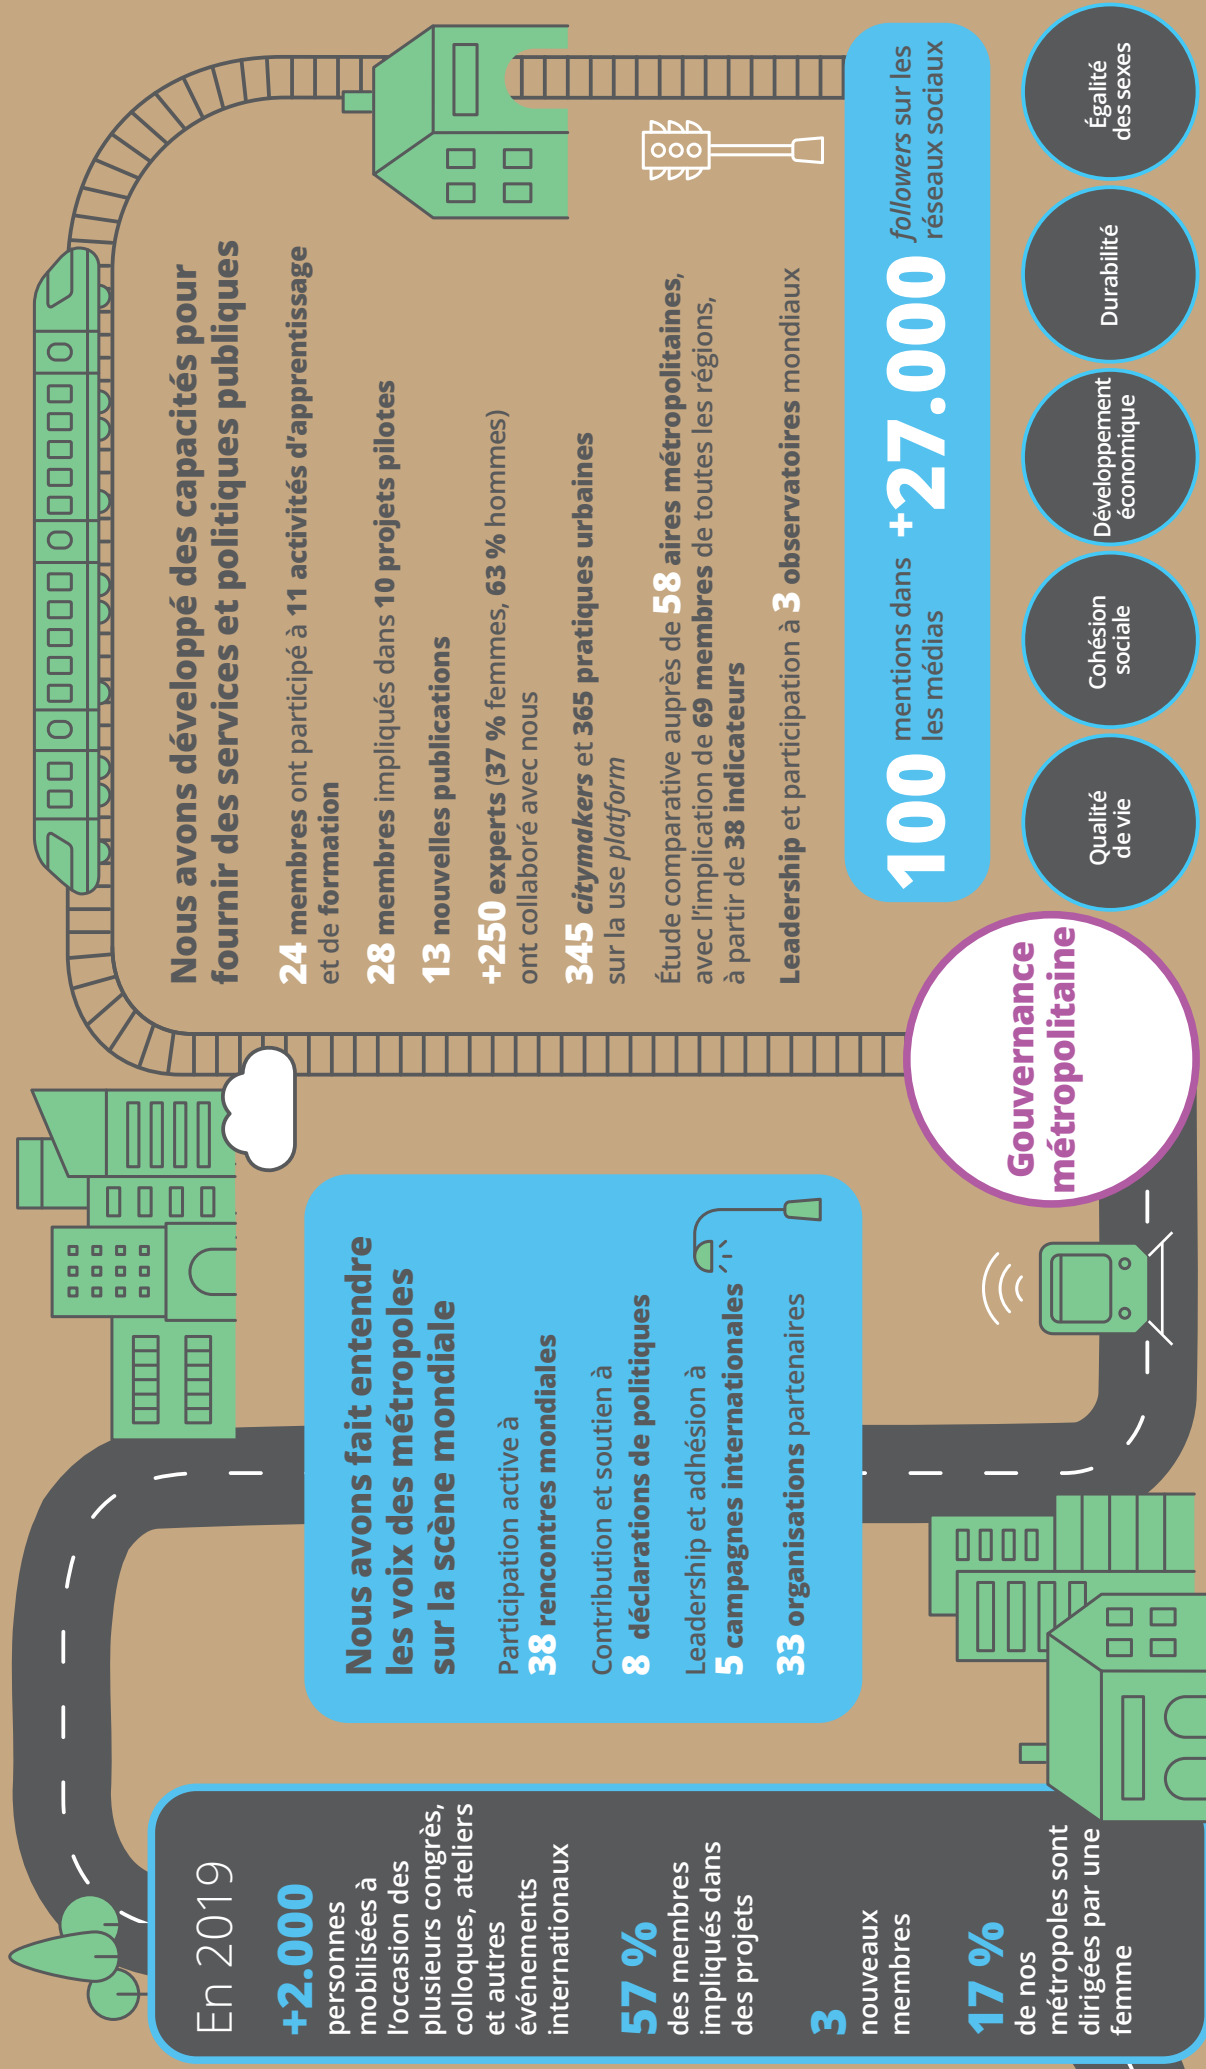 En 2019
+2.000
personnes
mobilisées à
l'occasion des
plusieurs congrès,
colloques, ateliers
et autres
événements
internationaux
57 %
des membres
impliqués dans
des projets
3
nouveaux
membres
17 %
de nos
métropoles sont
dirigées par une
femme
Nous avons fait entendre
les voix des métropoles
sur la scène mondiale
Participation active à
38 rencontres mondiales
Contribution et soutien à
8 déclarations de politiques
Leadership et adhésion à
5 campagnes internationales
33 organisations partenaires
Nous avons développé des capacités pour
fournir des services et politiques publiques
24 membres ont participé à 11 activités d'apprentissage
et de formation
28 membres impliqués dans 10 projets pilotes
13 nouvelles publications
+250 experts (37 % femmes, 63 % hommes)
ont collaboré avec nous
345 citymakers et 365 pratiques urbaines
sur la use platform
Étude comparative auprès de 58 aires métropolitaines,
avec l'implication de 69 membres de toutes les régions,
à partir de 38 indicateurs
Leadership et participation à 3 observatoires mondiaux
100 mentions dans
les médias
+27.000 followers sur les
réseaux sociaux
Gouvernance
métropolitaine
Qualité
de vie
Cohésion
sociale
Développement
économique
Durabilité
Égalité
des sexes